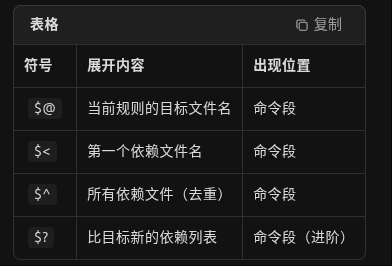 表格 复制
符号 展开内容 出现位置
$@ 当前规则的目标文件名 命令段
$< 第一个依赖文件名 命令段
$^ 所有依赖文件（去重） 命令段
$? 比目标新的依赖列表 命令段（进阶）